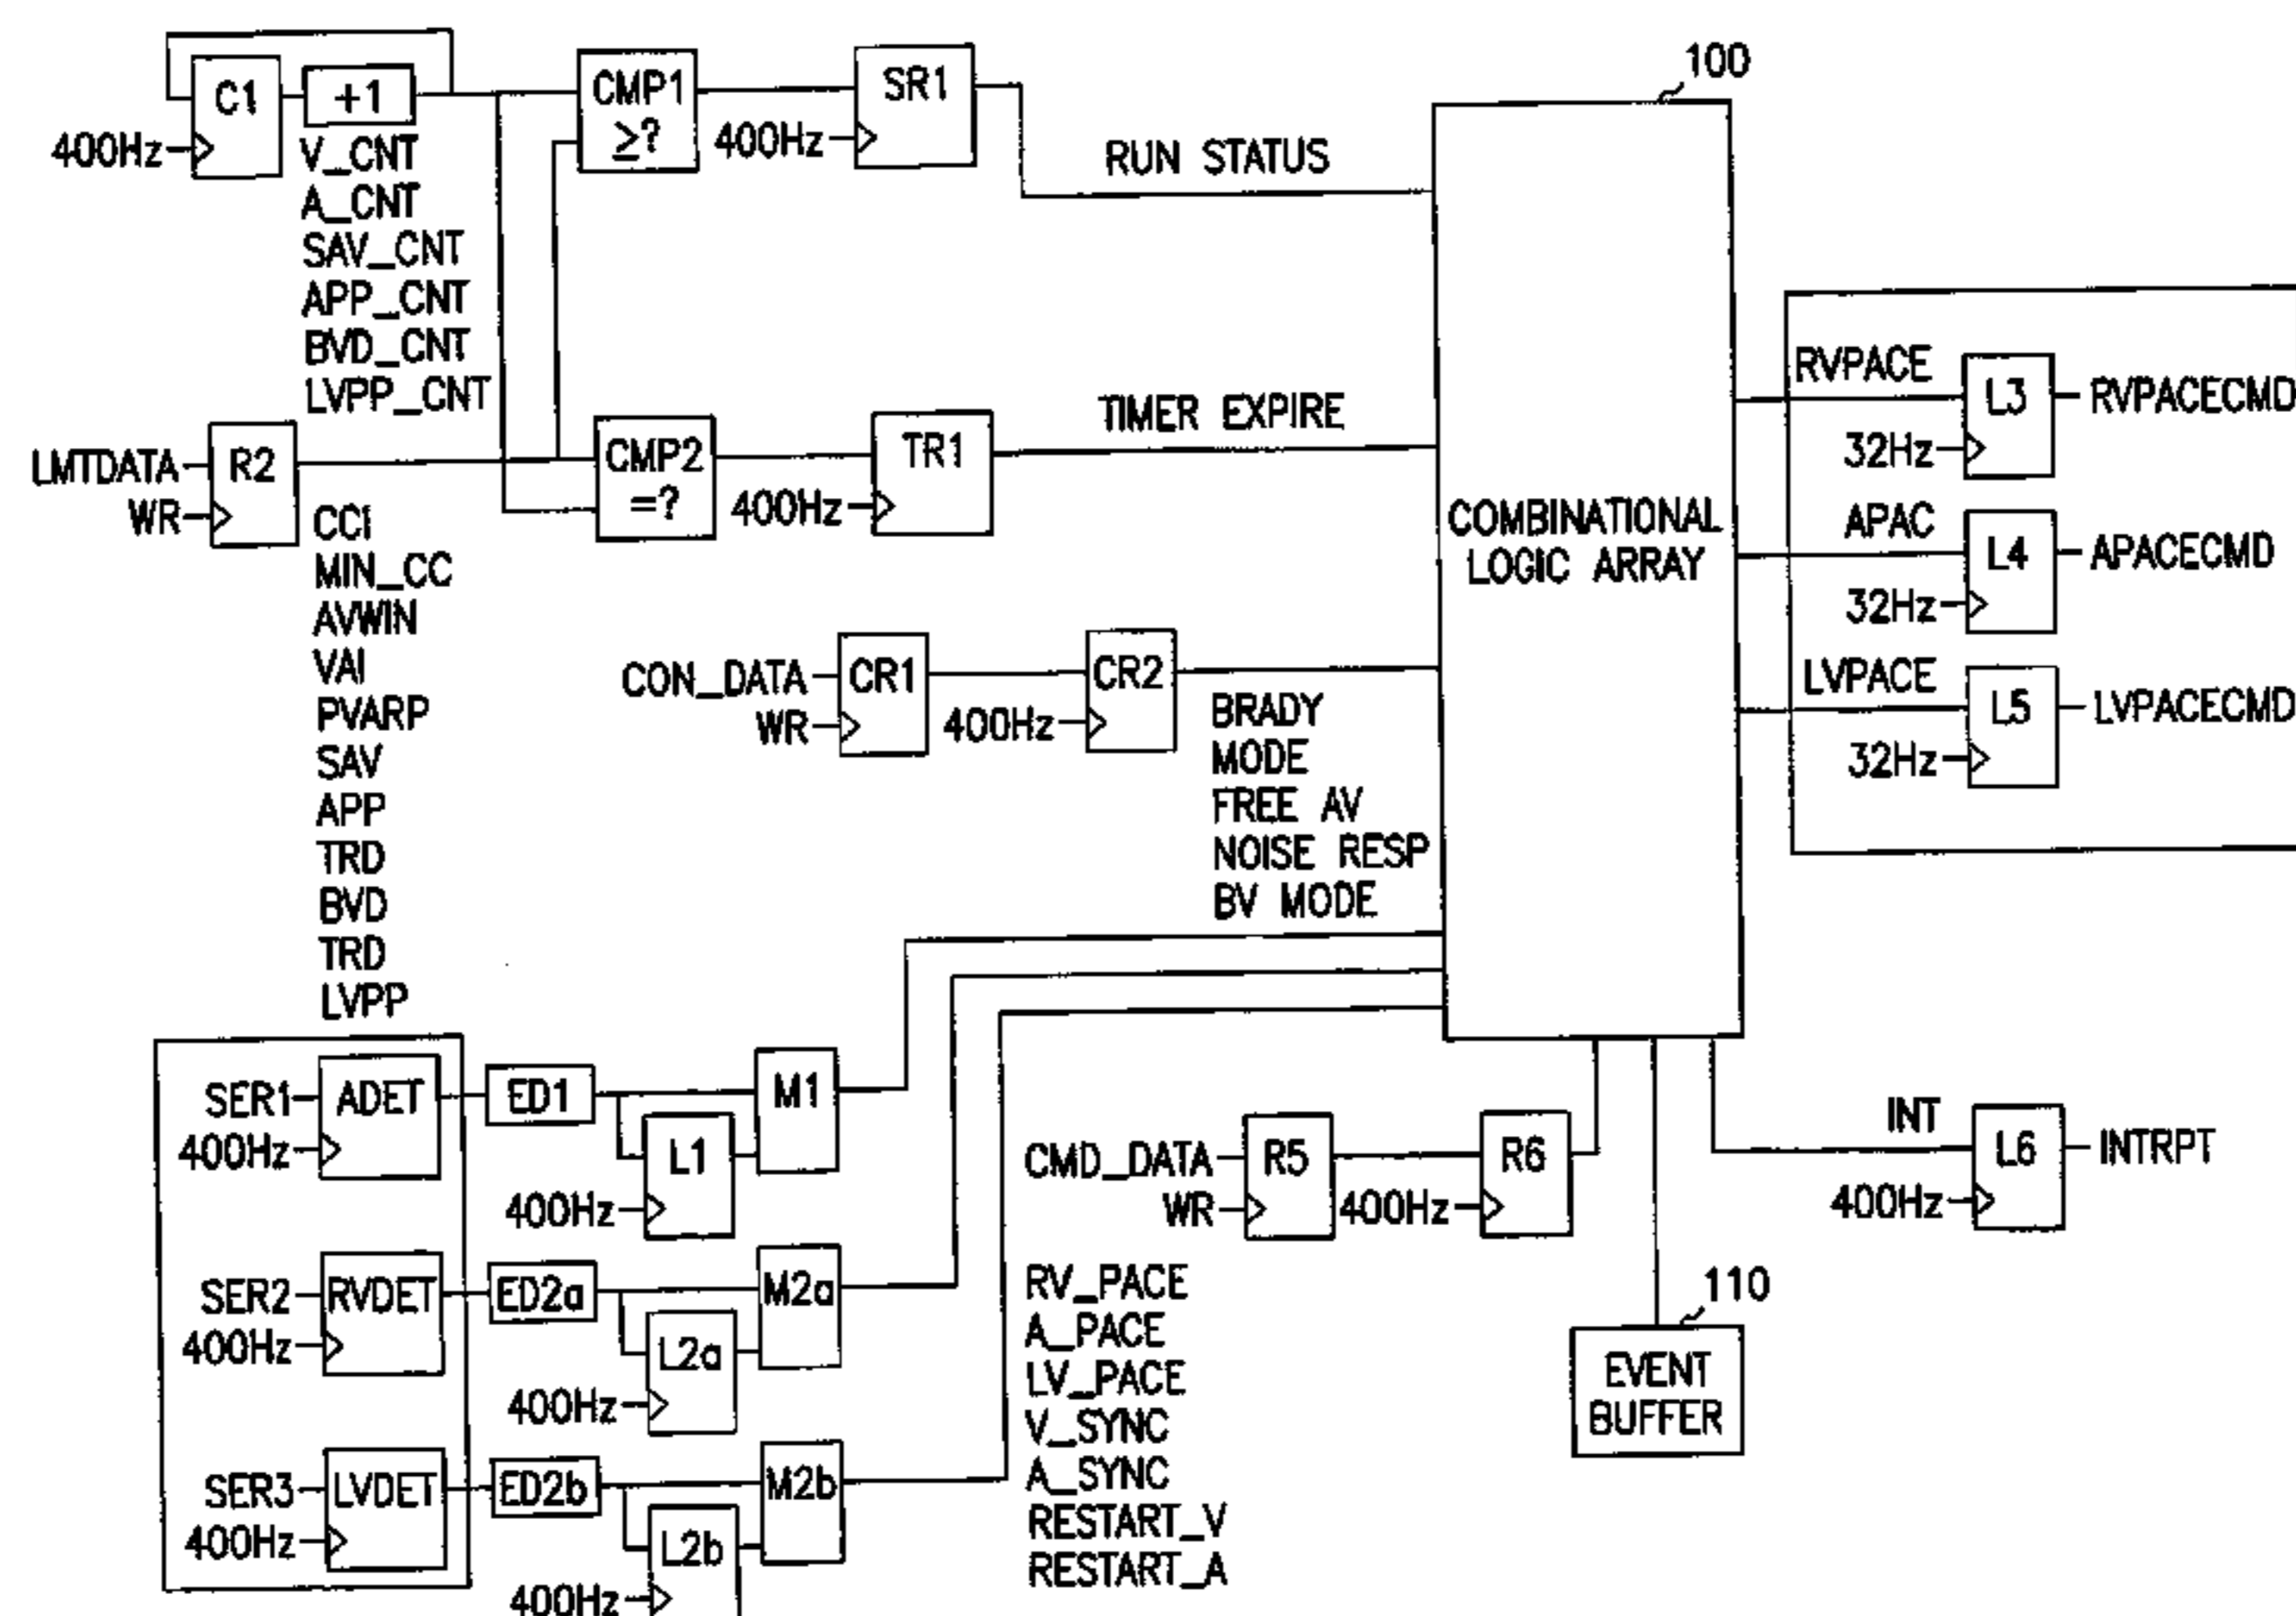 100
C1
+1
400Hz
V_CNT
A_CNT
SAV_CNT
APP_CNT
BVD_CNT
LVPP_CNT
CMP1
≥?
SR1
400Hz
RUN STATUS
LMTDATA
WR
R2
CCI
MIN_CC
AVWIN
VAI
PVARP
SAV
APP
TRD
BVD
TRD
LVPP
CMP2
=?
TR1
400Hz
TIMER EXPIRE
COMBINATIONAL
LOGIC ARRAY
RVPACE
L3
RVPACECMD
32Hz
APAC
L4
APACECMD
32Hz
LVPACE
L5
LVPACECMD
32Hz
CON_DATA
WR
CR1
400Hz
CR2
BRADY
MODE
FREE AV
NOISE RESP
BV MODE
SER1
400Hz
ADET
ED1
L1
400Hz
M1
SER2
400Hz
RVDET
ED2a
L2a
400Hz
M2a
SER3
400Hz
LVDET
ED2b
L2b
400Hz
M2b
CMD_DATA
WR
R5
400Hz
R6
RV_PACE
A_PACE
LV_PACE
V_SYNC
A_SYNC
RESTART_V
RESTART_A
INT
L6
INTRPT
400Hz
110
EVENT
BUFFER